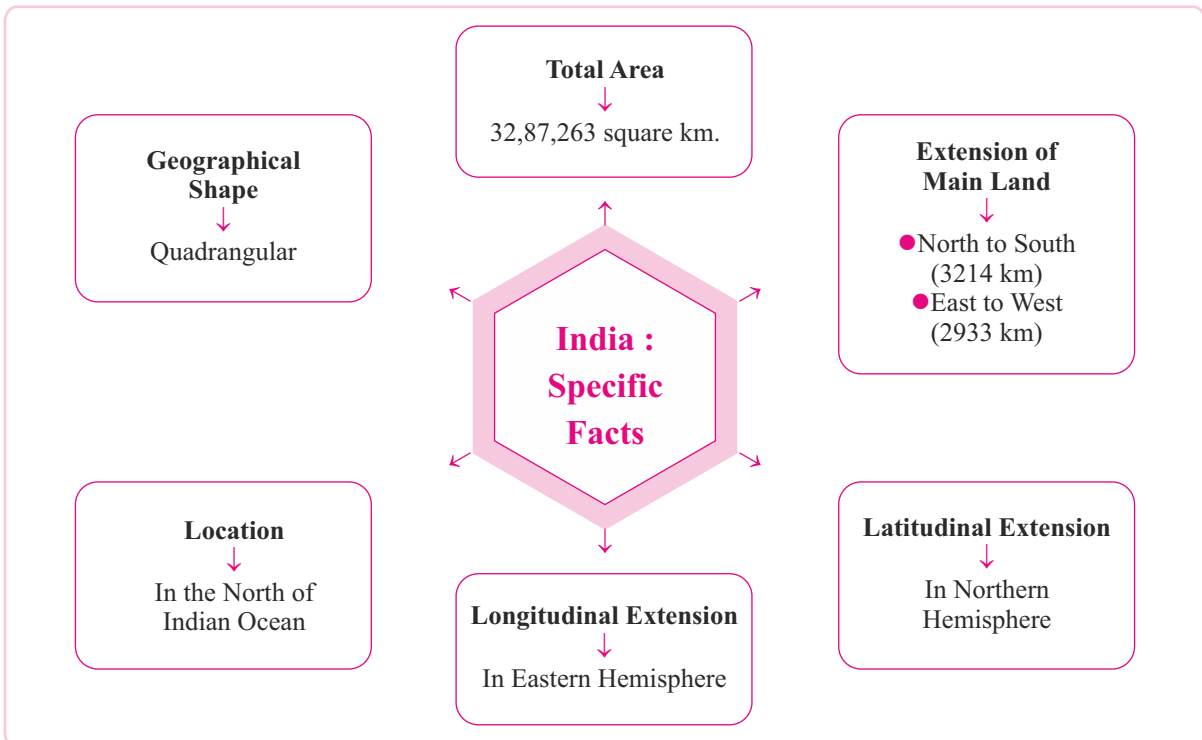 Total Area
32,87,263 square km.
Geographical
Shape
Quadrangular
Extension of
Main Land
North to South
(3214 km)
East to West
(2933 km)
India :
Specific
Facts
Location
In the North of
Indian Ocean
Longitudinal Extension
In Eastern Hemisphere
Latitudinal Extension
In Northern
Hemisphere